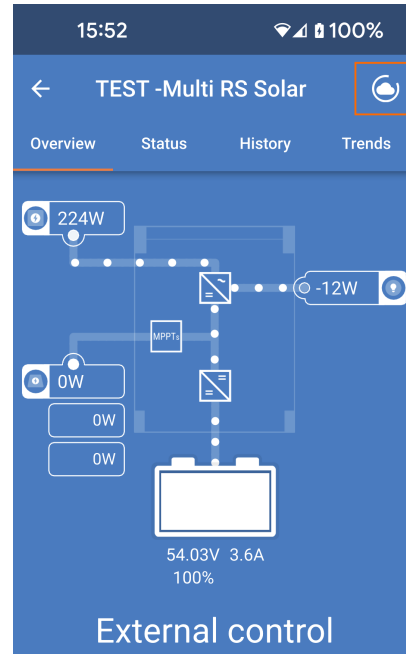 15:52 100%
TEST -Multi RS Solar
Overview Status History Trends
224W
-12W
MPPTs
0W
0W
0W
54.03V 3.6A
100%
External control